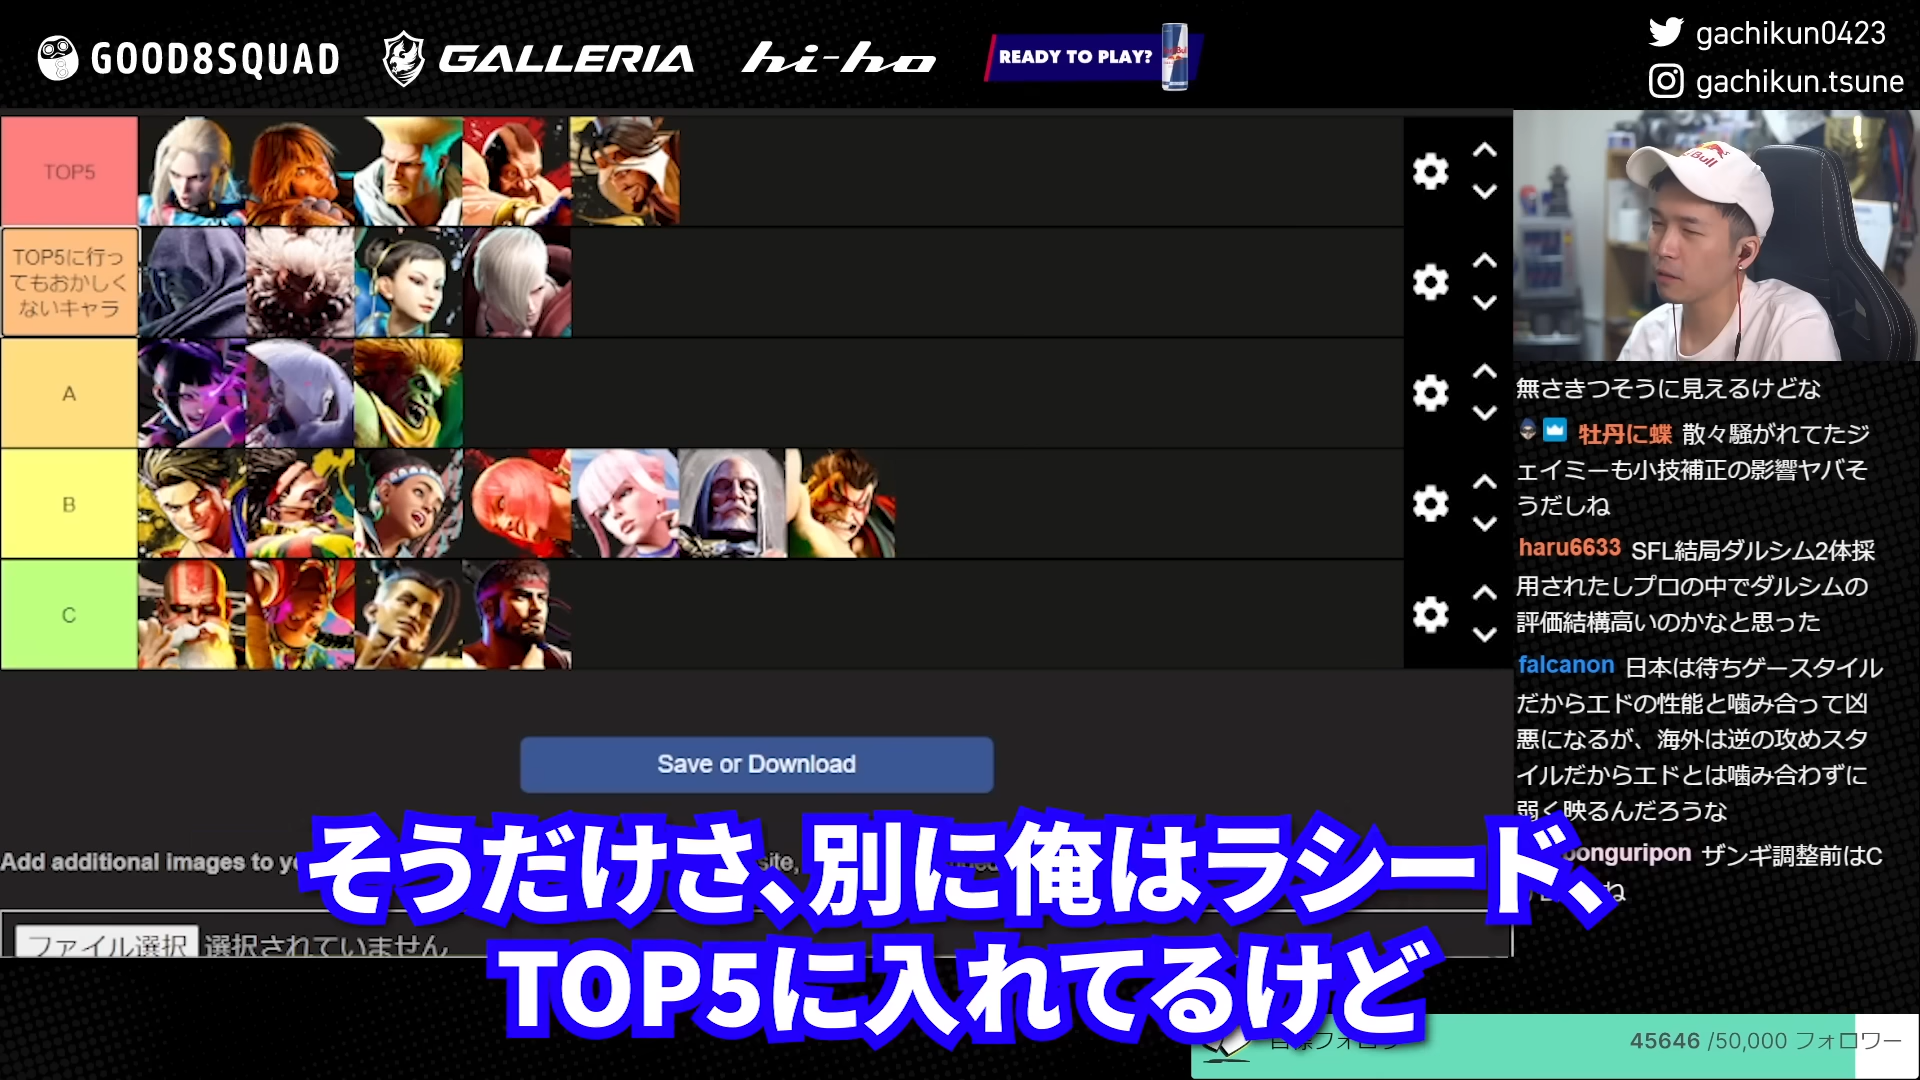 GOOD8SQUAD
GALLERIA
hi-ho
READY TO PLAY?
gachikun0423
gachikun.tsune
TOP5
TOP5に行っ
てもおかしく
ないキャラ
A
B
C
Red Bull
無さきつそうに見えるけどな
牡丹に蝶 散々騒がれてたジ
ェイミーも小技補正の影響ヤバそ
うだしね
haru6633 SFL結局ダルシム2体採
用されたしプロの中でダルシムの
評価結構高いのかなと思った
falcanon 日本は待ちゲースタイル
だからエドの性能と噛み合って凶
悪になるが、海外は逆の攻めスタ
イルだからエドとは噛み合わずに
弱く映るんだろうな
onguripon ザンギ調整前はC
ね
Save or Download
Add additional images to
ファイル選択 選択されていません
そうだけさ、別に俺はラシード、
TOP5に入れてるけど
目標フォロワー
45646 /50,000 フォロワー